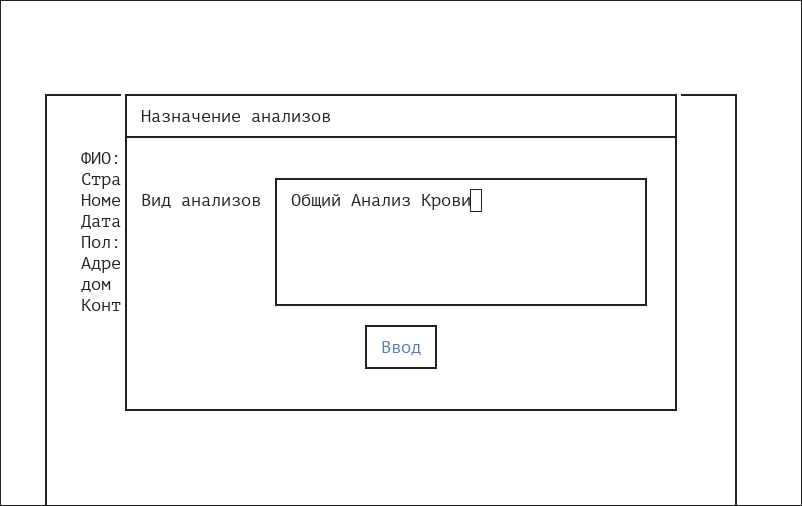 Назначение анализов
ФИО:
Стра
Номе
Вид анализов
Общий Анализ Крови
Дата
Пол:
Адре
дом
Конт
Ввод